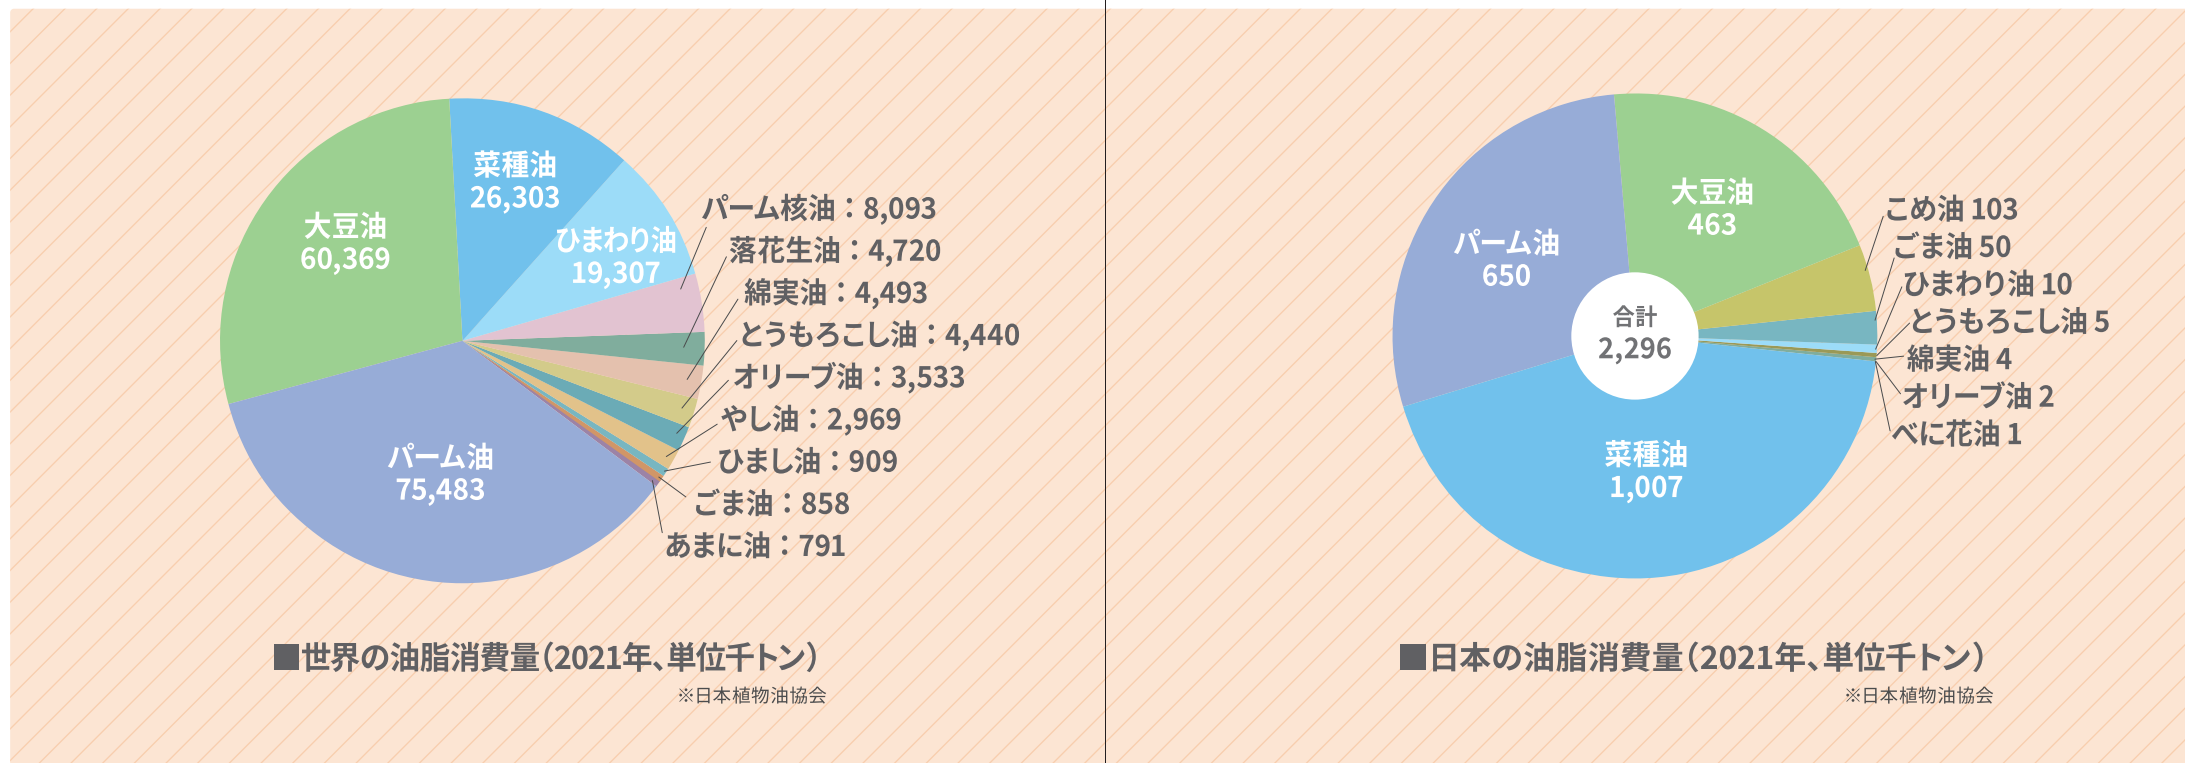 菜種油
26,303
ひまわり油
19,307
大豆油
60,369
パーム油
75,483
パーム核油：8,093
落花生油：4,720
綿実油：4,493
とうもろこし油：4,440
オリーブ油：3,533
やし油：2,969
ひまし油：909
ごま油：858
あまに油：791
■世界の油脂消費量（2021年、単位千トン）
※日本植物油協会
大豆油
463
パーム油
650
合計
2,296
菜種油
1,007
こめ油 103
ごま油 50
ひまわり油 10
とうもろこし油 5
綿実油 4
オリーブ油 2
べに花油 1
■日本の油脂消費量（2021年、単位千トン）
※日本植物油協会